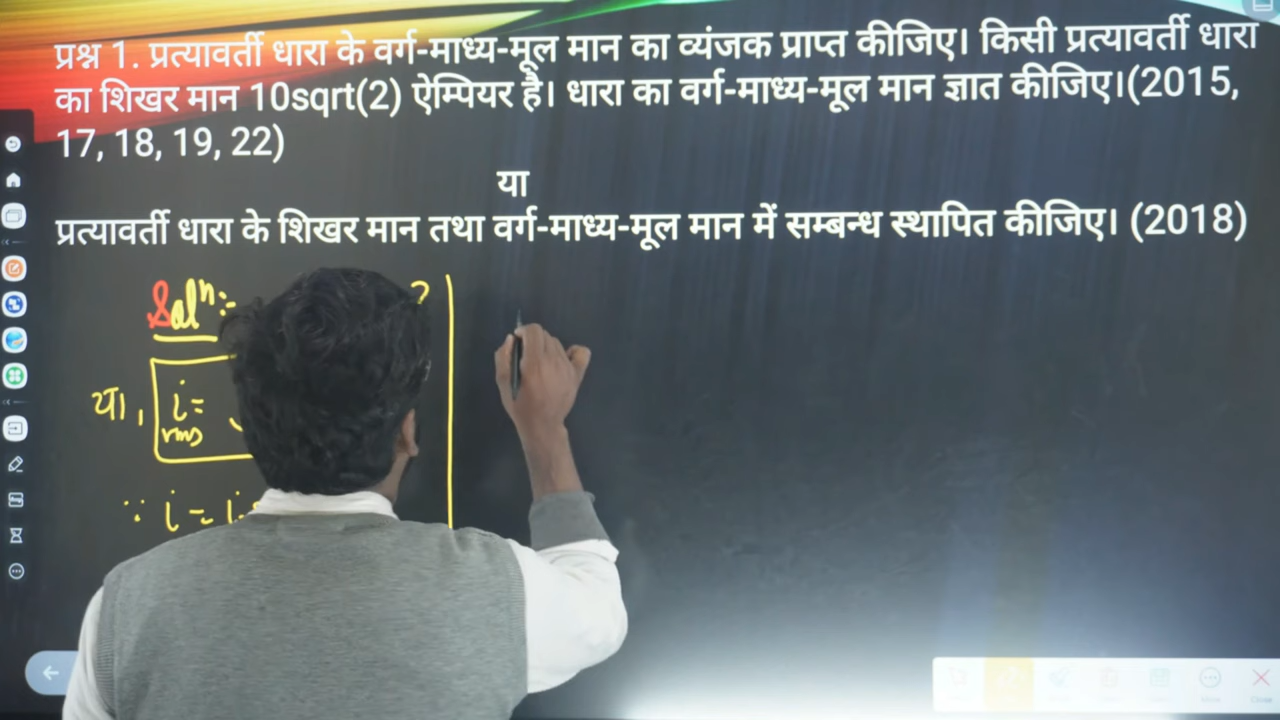 प्रश्न 1. प्रत्यावर्ती धारा के वर्ग-माध्य-मूल मान का व्यंजक प्राप्त कीजिए। किसी प्रत्यावर्ती धारा
का शिखर मान 10sqrt(2) ऐम्पियर है। धारा का वर्ग-माध्य-मूल मान ज्ञात कीजिए।(2015,
17, 18, 19, 22)
या
प्रत्यावर्ती धारा के शिखर मान तथा वर्ग-माध्य-मूल मान में सम्बन्ध स्थापित कीजिए। (2018)
Solⁿ:- ?
या, i =
rms
∵ i = i